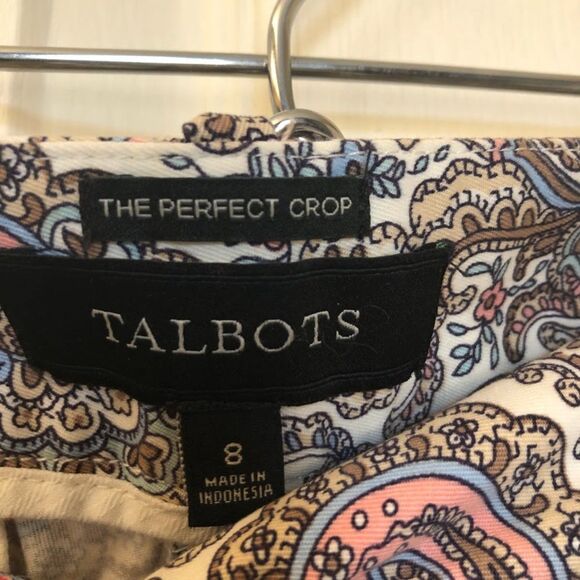 THE PERFECT CROP
TALBOTS
8
MADE IN
INDONESIA